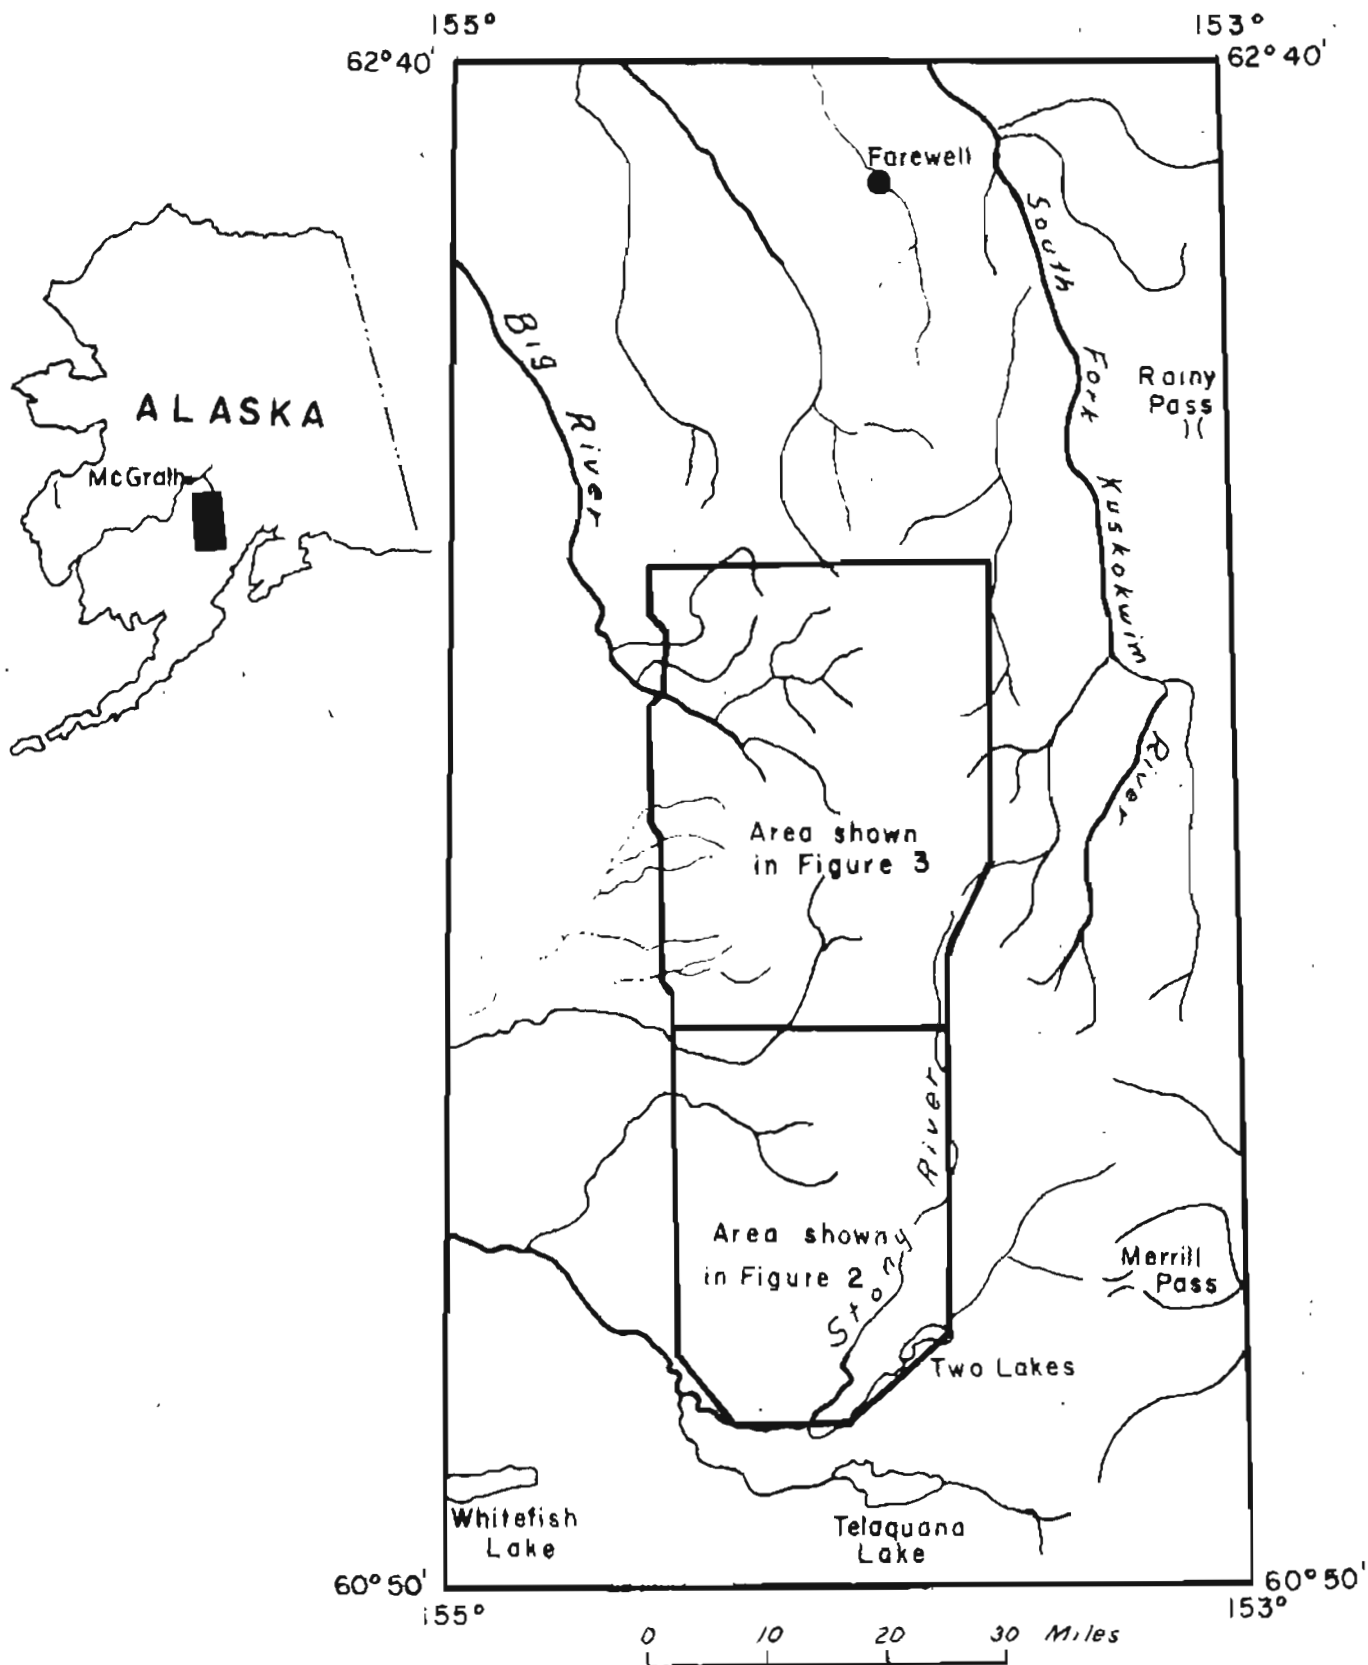 155°
153°
62°40'
62°40'
Farewell
South
Fork
Kuskokwim
River
Big
River
Rainy
Pass
ALASKA
McGrath
Area shown
in Figure 3
River
Stony
Area shown
in Figure 2
Merrill
Pass
Two Lakes
Whitefish
Lake
Telaquana
Lake
60°50'
60°50'
155°
153°
0 10 20 30 Miles